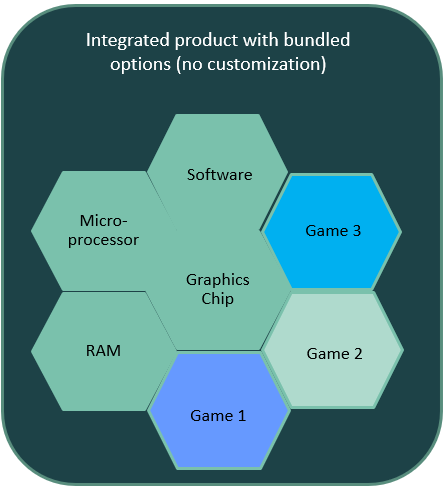 Integrated product with bundled
options (no customization)
Software
Micro-
processor
Game 3
Graphics
Chip
RAM
Game 2
Game 1